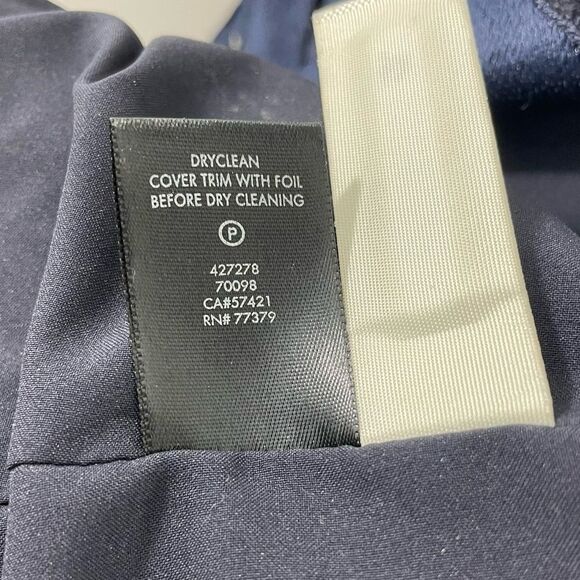 DRYCLEAN
COVER TRIM WITH FOIL
BEFORE DRY CLEANING
P
427278
70098
CA#57421
RN# 77379